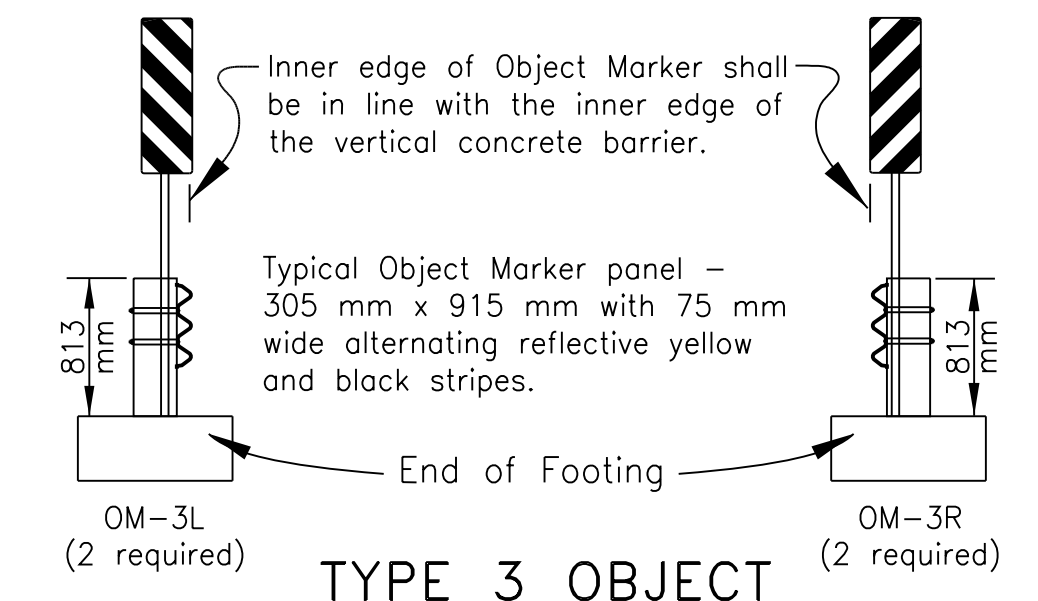 Inner edge of Object Marker shall
be in line with the inner edge of
the vertical concrete barrier.
Typical Object Marker panel –
305 mm x 915 mm with 75 mm
wide alternating reflective yellow
and black stripes.
813
mm
813
mm
End of Footing
OM–3L
(2 required)
OM–3R
(2 required)
TYPE 3 OBJECT